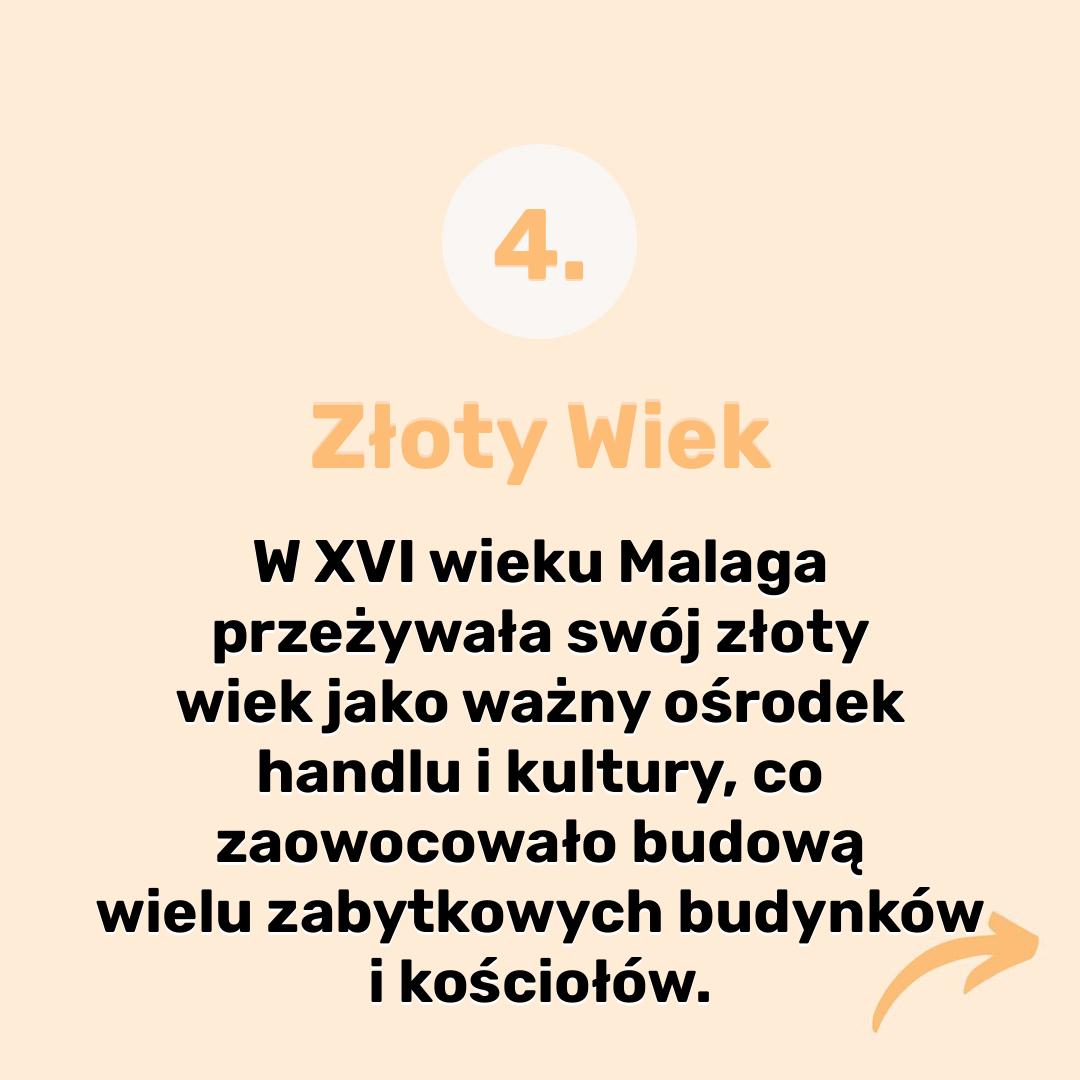 4.
Złoty Wiek
W XVI wieku Malaga
przeżywała swój złoty
wiek jako ważny ośrodek
handlu i kultury, co
zaowocowało budową
wielu zabytkowych budynków
i kościołów.